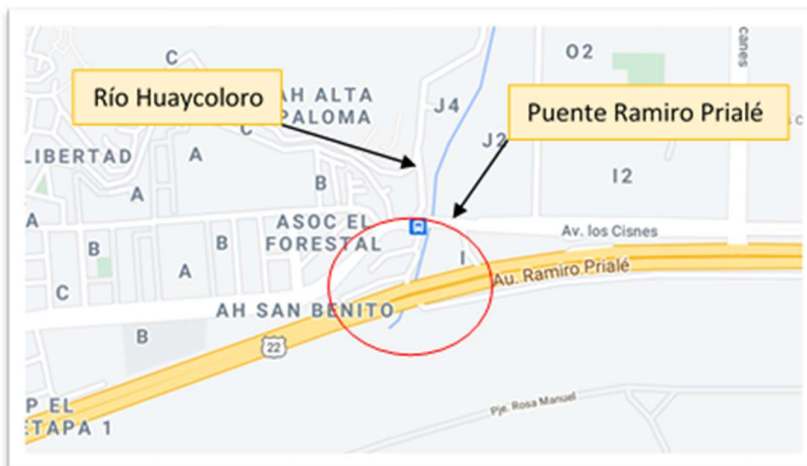 C
O2
canes
Río Huaycoloro
AH ALTA
PALOMA
J4
Puente Ramiro Prialé
C
J2
LIBERTAD
A
I2
A
B
A
ASOC EL
FORESTAL
B
B
Av. los Cisnes
A
I
C
Au. Ramiro Prialé
AH SAN BENITO
B
22
Pje. Rosa Manuel
P EL
ETAPA 1